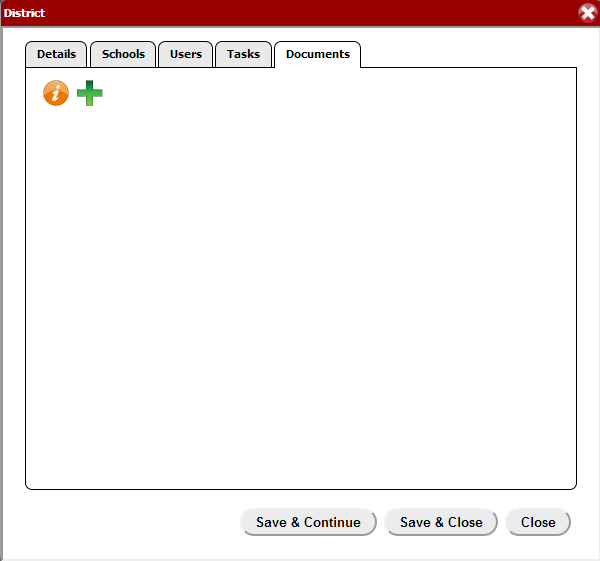 District
Details Schools Users Tasks Documents
i
Save & Continue Save & Close Close